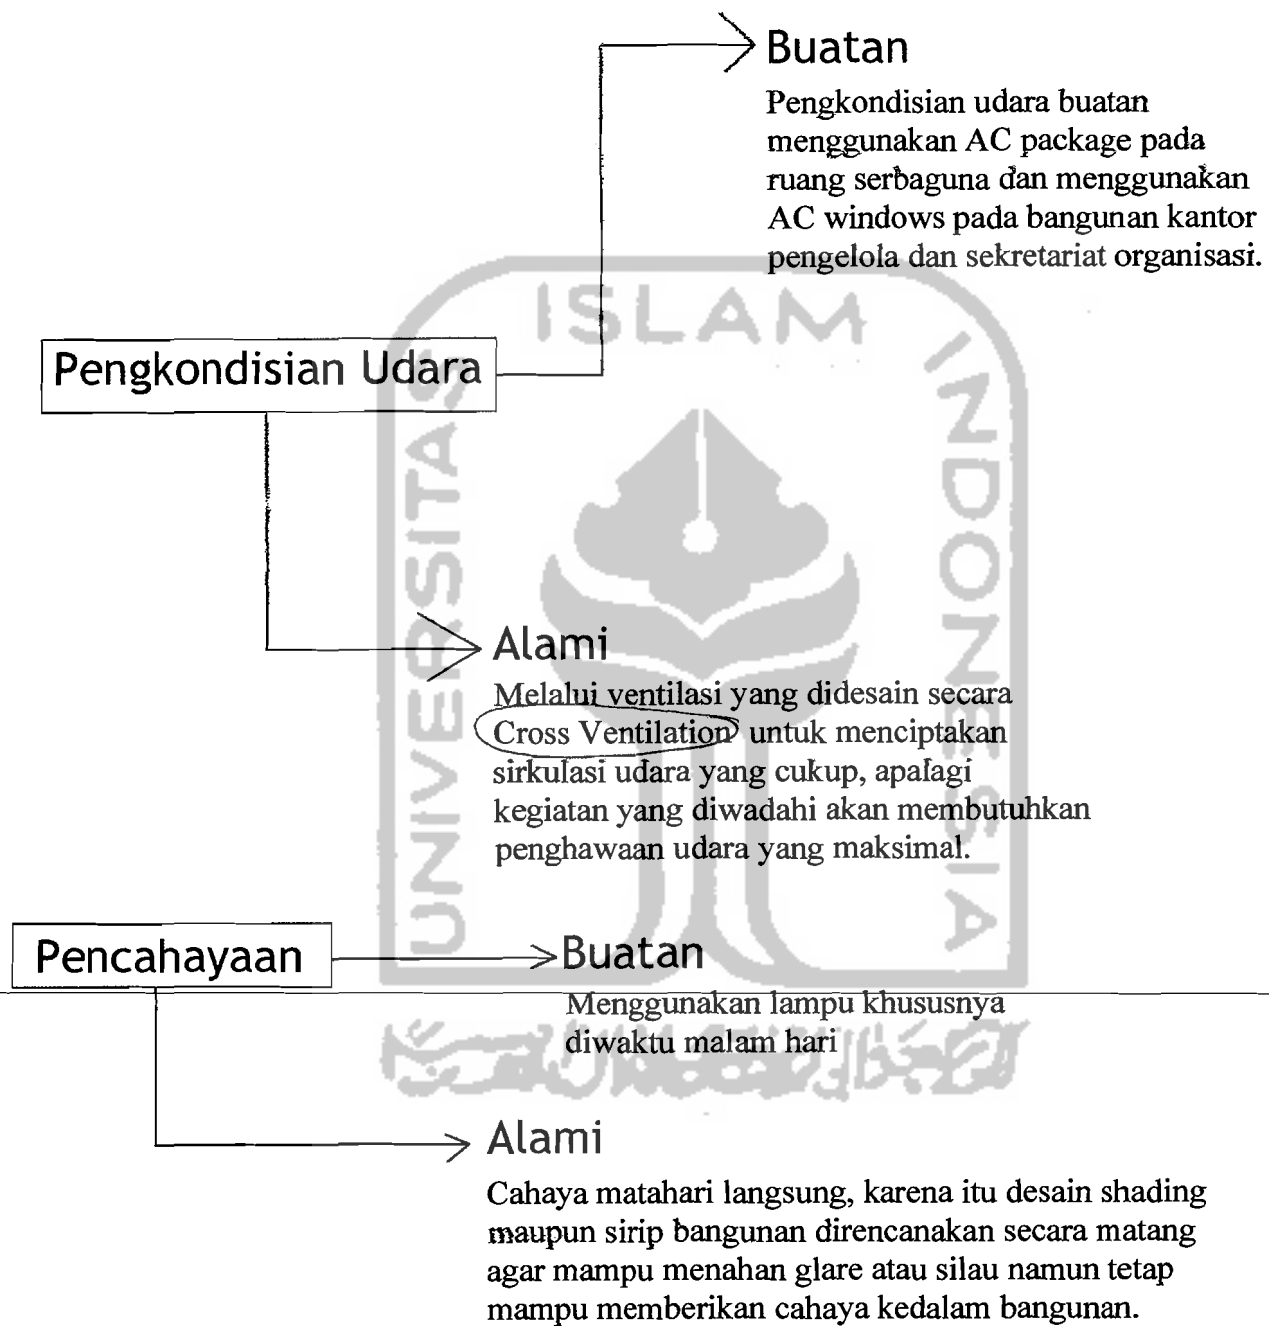 Buatan
Pengkondisian udara buatan
menggunakan AC package pada
ruang serbaguna dan menggunakan
AC windows pada bangunan kantor
pengelola dan sekretariat organisasi.
ISLAM
INDONESIA
UNIVERSITAS
Pengkondisian Udara
Alami
Melalui ventilasi yang didesain secara
Cross Ventilation untuk menciptakan
sirkulasi udara yang cukup, apalagi
kegiatan yang diwadahi akan membutuhkan
penghawaan udara yang maksimal.
Pencahayaan
Buatan
Menggunakan lampu khususnya
diwaktu malam hari
Alami
Cahaya matahari langsung, karena itu desain shading
maupun sirip bangunan direncanakan secara matang
agar mampu menahan glare atau silau namun tetap
mampu memberikan cahaya kedalam bangunan.